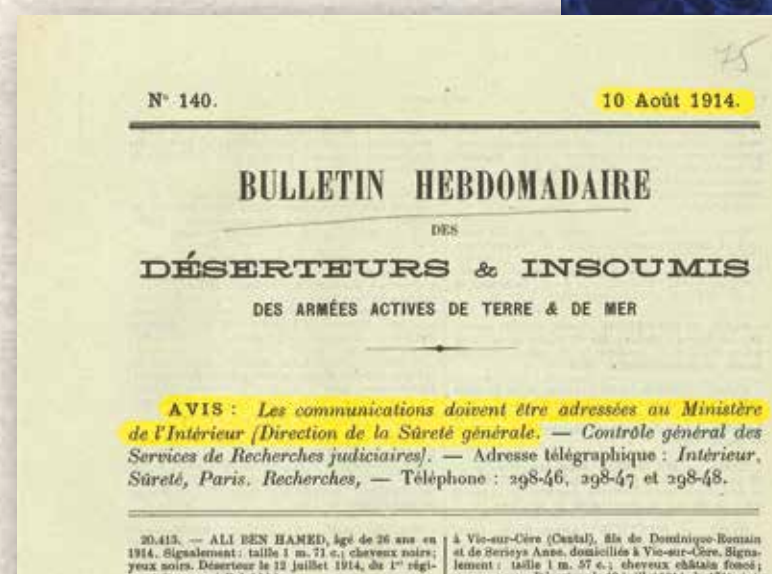 75
N° 140.
10 Août 1914.
BULLETIN HEBDOMADAIRE
DES
DÉSERTEURS & INSOUMIS
DES ARMÉES ACTIVES DE TERRE & DE MER
AVIS : Les communications doivent être adressées au Ministère
de l'Intérieur (Direction de la Sûreté générale. — Contrôle général des
Services de Recherches judiciaires). — Adresse télégraphique : Intérieur,
Sûreté, Paris. Recherches, — Téléphone : 298-46, 298-47 et 298-48.
20.413. — ALI BEN HAMED, âgé de 26 ans en
1914. Signalement : taille 1 m. 71 c.; cheveux noirs;
yeux noirs. Déserteur le 12 juillet 1914, du 1er régi-
à Vic-sur-Cère (Cantal), fils de Dominique-Romain
et de Serieys Anne, domiciliés à Vic-sur-Cère. Signa-
lement : taille 1 m. 57 c.; cheveux châtain foncé;